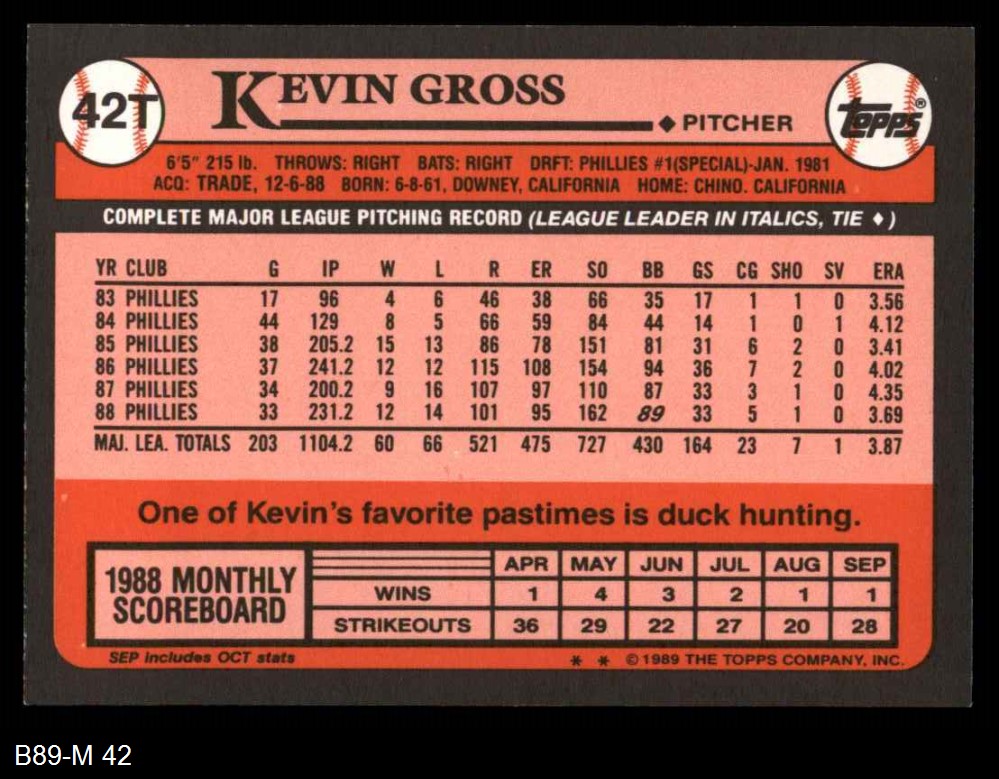 42T
KEVIN GROSS
◆ PITCHER
TOPPS®
6'5" 215 lb. THROWS: RIGHT BATS: RIGHT DRFT: PHILLIES #1(SPECIAL)-JAN. 1981
ACQ: TRADE, 12-6-88 BORN: 6-8-61, DOWNEY, CALIFORNIA HOME: CHINO. CALIFORNIA
COMPLETE MAJOR LEAGUE PITCHING RECORD (LEAGUE LEADER IN ITALICS, TIE ♦ )
YR CLUB G IP W L R ER SO BB GS CG SHO SV ERA
83 PHILLIES 17 96 4 6 46 38 66 35 17 1 1 0 3.56
84 PHILLIES 44 129 8 5 66 59 84 44 14 1 0 1 4.12
85 PHILLIES 38 205.2 15 13 86 78 151 81 31 6 2 0 3.41
86 PHILLIES 37 241.2 12 12 115 108 154 94 36 7 2 0 4.02
87 PHILLIES 34 200.2 9 16 107 97 110 87 33 3 1 0 4.35
88 PHILLIES 33 231.2 12 14 101 95 162 89 33 5 1 0 3.69
MAJ. LEA. TOTALS 203 1104.2 60 66 521 475 727 430 164 23 7 1 3.87
One of Kevin's favorite pastimes is duck hunting.
1988 MONTHLY
SCOREBOARD
APR MAY JUN JUL AUG SEP
WINS 1 4 3 2 1 1
STRIKEOUTS 36 29 22 27 20 28
SEP includes OCT stats
* * © 1989 THE TOPPS COMPANY, INC.
B89-M 42